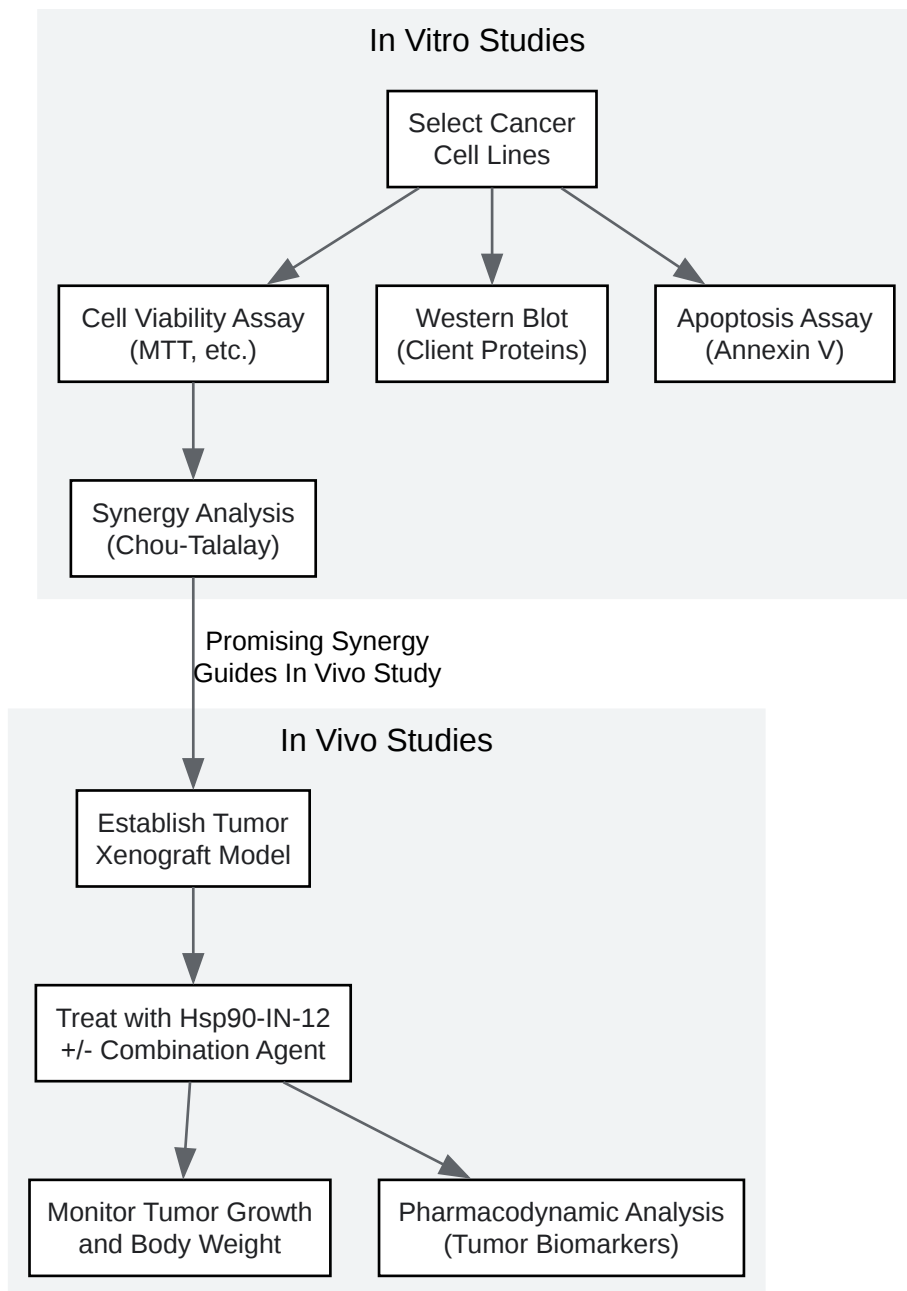 In Vitro Studies
Select Cancer
Cell Lines
Cell Viability Assay
(MTT, etc.)
Western Blot
(Client Proteins)
Apoptosis Assay
(Annexin V)
Synergy Analysis
(Chou-Talalay)
Promising Synergy
Guides In Vivo Study
In Vivo Studies
Establish Tumor
Xenograft Model
Treat with Hsp90-IN-12
+/- Combination Agent
Monitor Tumor Growth
and Body Weight
Pharmacodynamic Analysis
(Tumor Biomarkers)